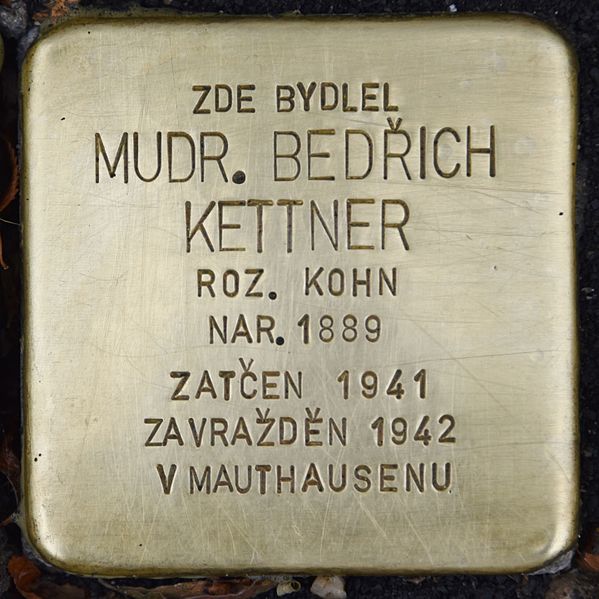 ZDE BYDLEL
MUDR. BEDŘICH
KETTNER
ROZ. KOHN
NAR. 1889
ZATČEN 1941
ZAVRAŽDĚN 1942
V MAUTHAUSENU